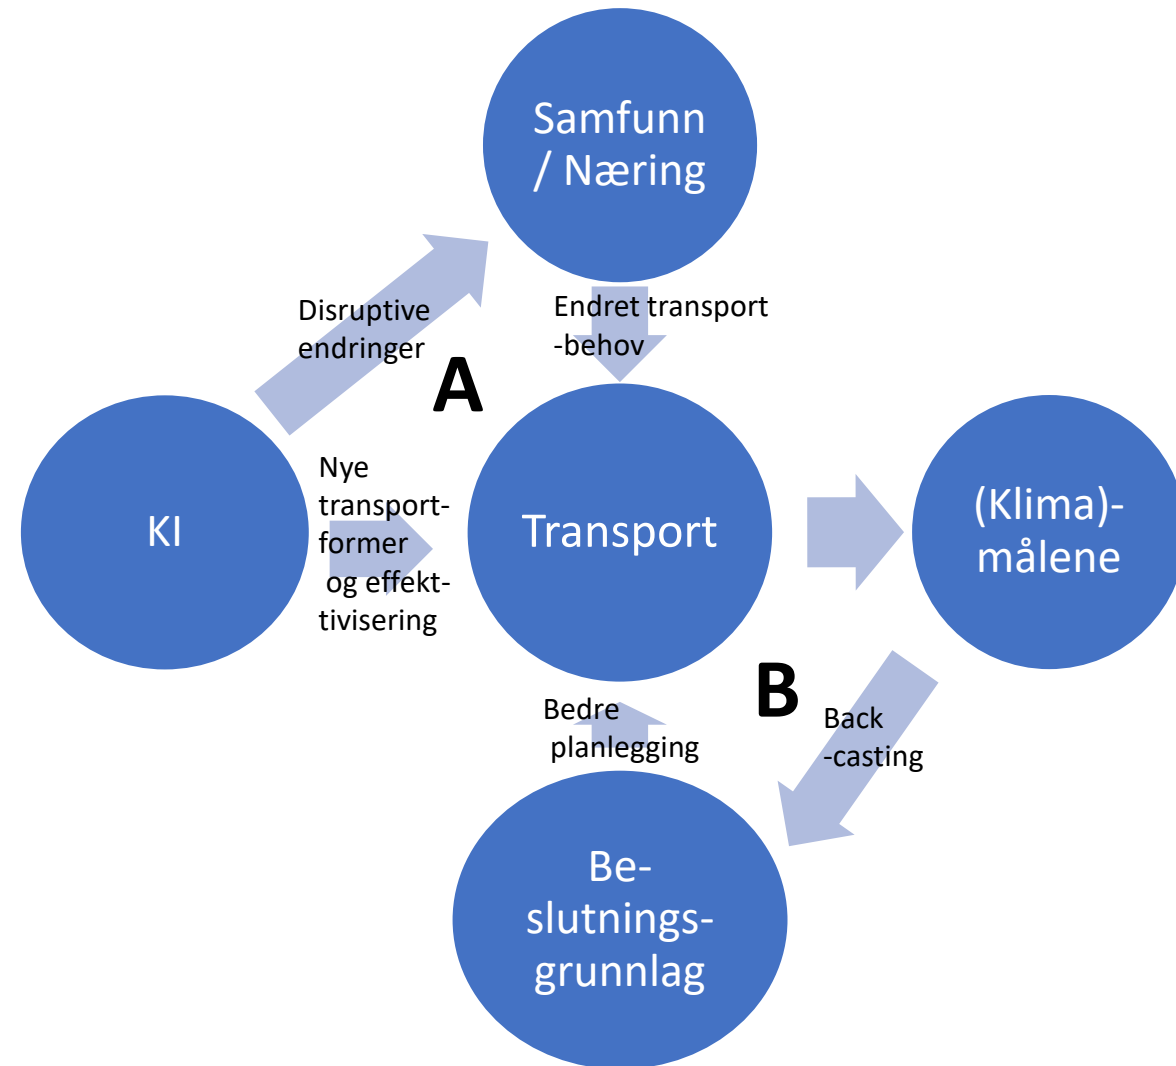 Samfunn
/ Næring
Disruptive
endringer
Endret transport
-behov
A
KI
Nye
transport-
former
og effekt-
tivisering
Transport
(Klima)-
målene
B
Bedre
planlegging
Back
-casting
Be-
slutnings-
grunnlag